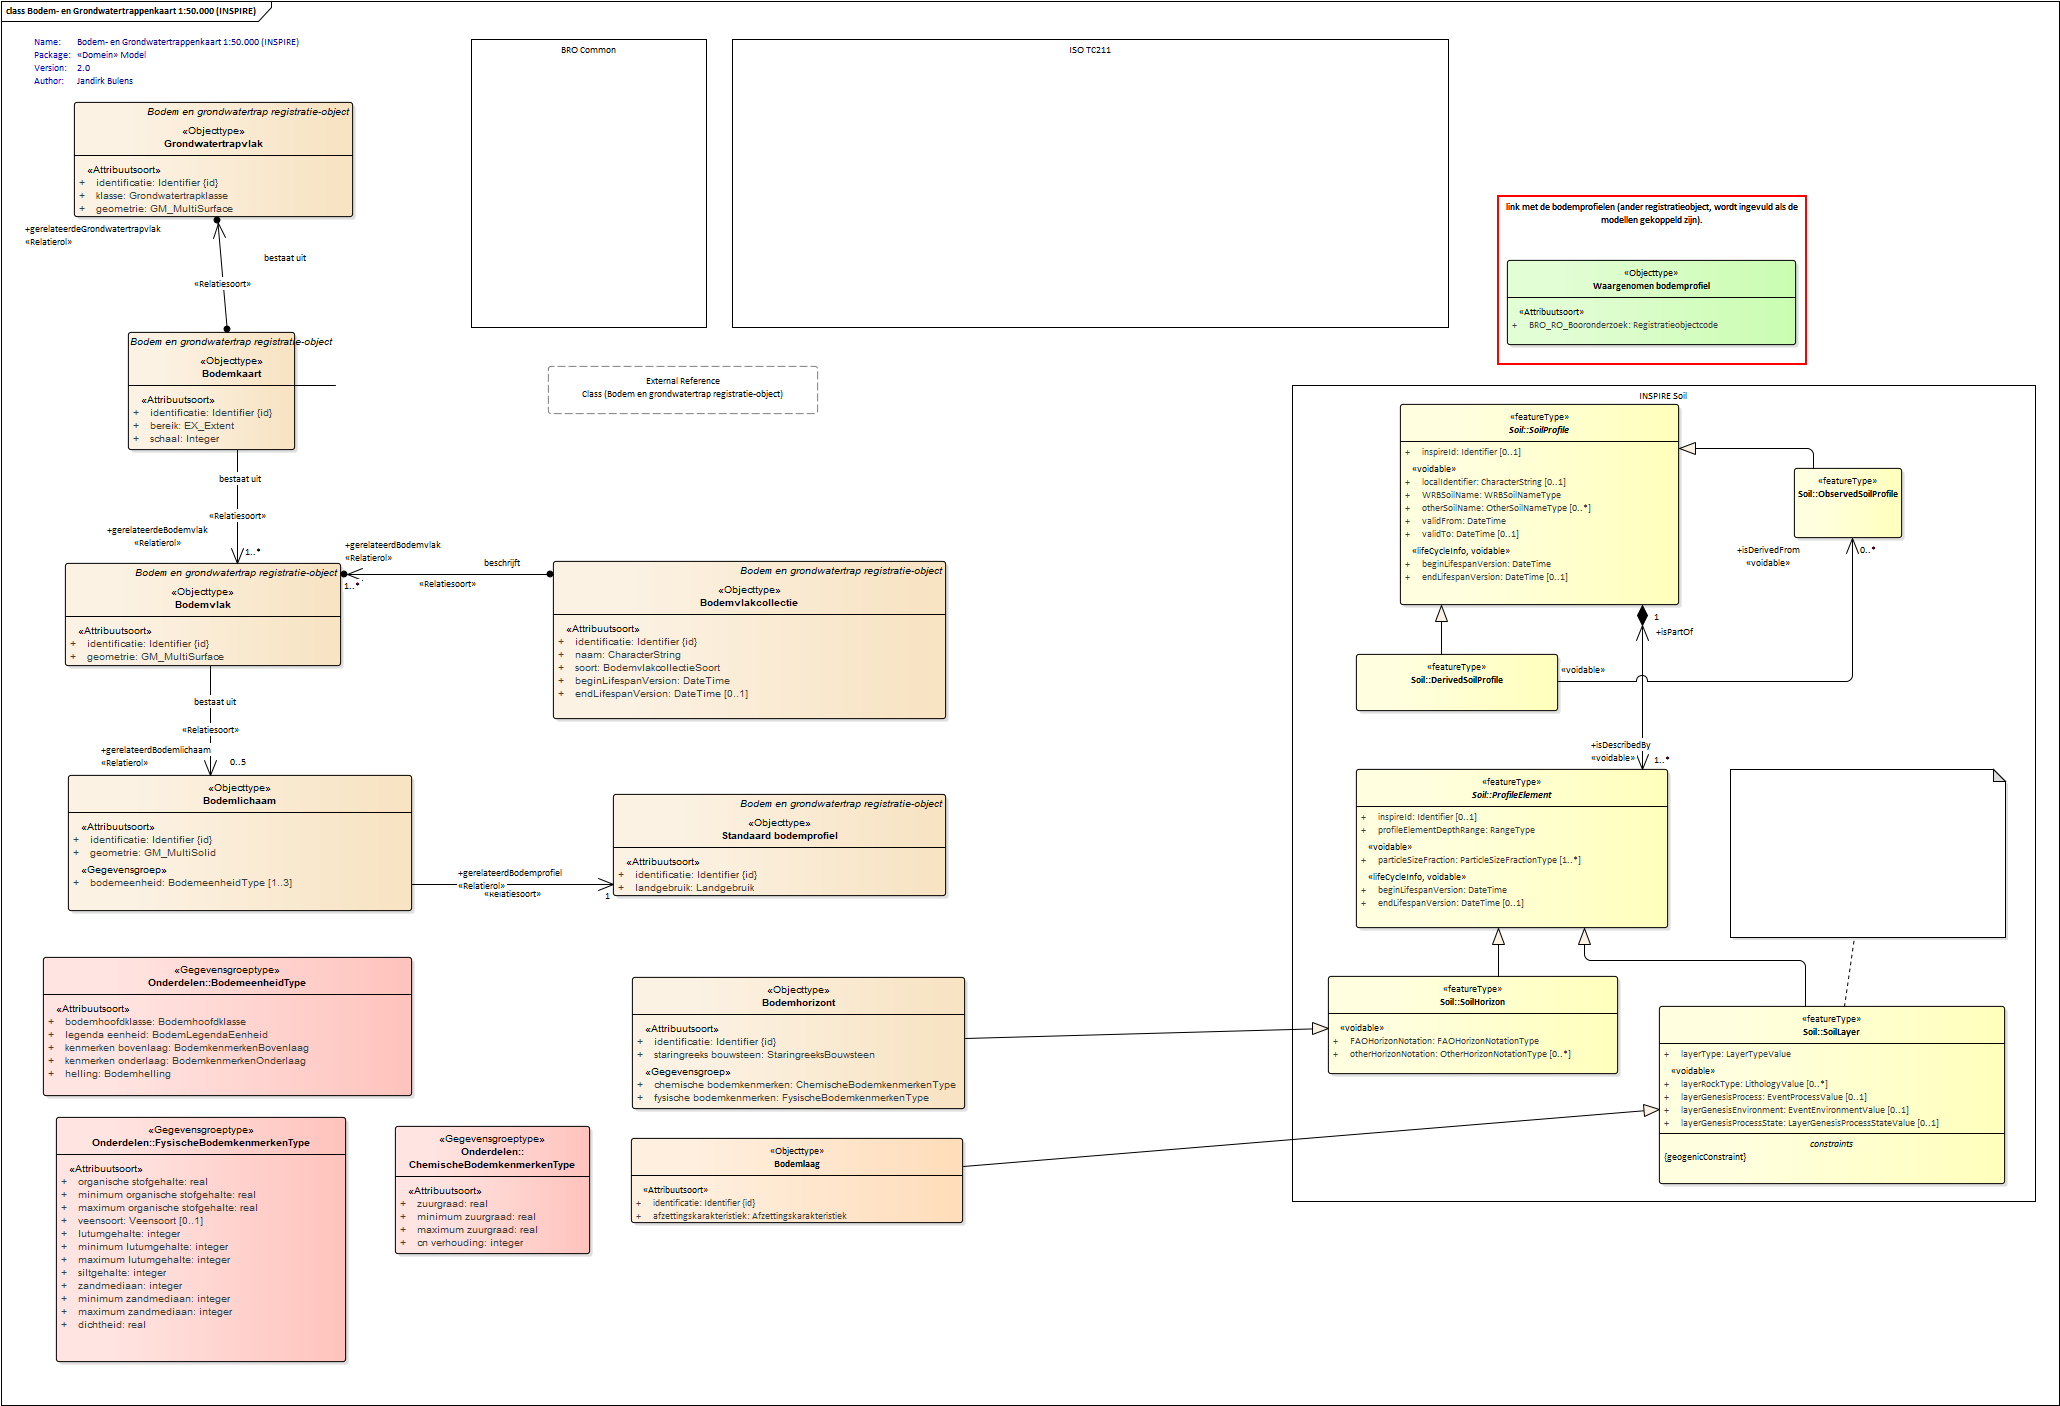 class Bodem- en Grondwatertrappenkaart 1:50.000 (INSPIRE)
Name: Bodem- en Grondwatertrappenkaart 1:50.000 (INSPIRE)
Package: «Domein» Model
Version: 2.0
Author: Jandirk Bulens
BRO Common
ISO TC211
Bodem en grondwatertrap registratie-object
«Objecttype»
Grondwatertrapvlak
«Attribuutsoort»
+ identificatie: Identifier {id}
+ klasse: Grondwatertrapklasse
+ geometrie: GM_MultiSurface
+gerelateerdeGrondwatertrapvlak
«Relatierol»
bestaat uit
«Relatiesoort»
Bodem en grondwatertrap registratie-object
«Objecttype»
Bodemkaart
«Attribuutsoort»
+ identificatie: Identifier {id}
+ bereik: EX_Extent
+ schaal: Integer
bestaat uit
«Relatiesoort»
+gerelateerdeBodemvlak
«Relatierol»
1..*
Bodem en grondwatertrap registratie-object
«Objecttype»
Bodemvlak
«Attribuutsoort»
+ identificatie: Identifier {id}
+ geometrie: GM_MultiSurface
+gerelateerdBodemvlak
«Relatierol»
1..*
beschrijft
«Relatiesoort»
Bodem en grondwatertrap registratie-object
«Objecttype»
Bodemvlakcollectie
«Attribuutsoort»
+ identificatie: Identifier {id}
+ naam: CharacterString
+ soort: BodemvlakcollectieSoort
+ beginLifespanVersion: DateTime
+ endLifespanVersion: DateTime [0..1]
bestaat uit
«Relatiesoort»
+gerelateerdBodemlichaam
«Relatierol»
0..5
«Objecttype»
Bodemlichaam
«Attribuutsoort»
+ identificatie: Identifier {id}
+ geometrie: GM_MultiSolid
«Gegevensgroep»
+ bodemeenheid: BodemeenheidType [1..3]
+gerelateerdBodemprofiel
«Relatierol»
«Relatiesoort»
1
Bodem en grondwatertrap registratie-object
«Objecttype»
Standaard bodemprofiel
«Attribuutsoort»
+ identificatie: Identifier {id}
+ landgebruik: Landgebruik
External Reference
Class (Bodem en grondwatertrap registratie-object)
«Gegevensgroeptype»
Onderdelen::BodemeenheidType
«Attribuutsoort»
+ bodemhoofdklasse: Bodemhoofdklasse
+ legenda eenheid: BodemLegendaEenheid
+ kenmerken bovenlaag: BodemkenmerkenBovenlaag
+ kenmerken onderlaag: BodemkenmerkenOnderlaag
+ helling: Bodemhelling
«Gegevensgroeptype»
Onderdelen::FysischeBodemkenmerkenType
«Attribuutsoort»
+ organische stofgehalte: real
+ minimum organische stofgehalte: real
+ maximum organische stofgehalte: real
+ veensoort: Veensoort [0..1]
+ lutumgehalte: integer
+ minimum lutumgehalte: integer
+ maximum lutumgehalte: integer
+ siltgehalte: integer
+ zandmediaan: integer
+ minimum zandmediaan: integer
+ maximum zandmediaan: integer
+ dichtheid: real
«Gegevensgroeptype»
Onderdelen::
ChemischeBodemkenmerkenType
«Attribuutsoort»
+ zuurgraad: real
+ minimum zuurgraad: real
+ maximum zuurgraad: real
+ cn verhouding: integer
«Objecttype»
Bodemhorizont
«Attribuutsoort»
+ identificatie: Identifier {id}
+ staringreeks bouwsteen: StaringreeksBouwsteen
«Gegevensgroep»
+ chemische bodemkenmerken: ChemischeBodemkenmerkenType
+ fysische bodemkenmerken: FysischeBodemkenmerkenType
«Objecttype»
Bodemlaag
«Attribuutsoort»
+ identificatie: Identifier {id}
+ afzettingskarakteristiek: Afzettingskarakteristiek
link met de bodemprofielen (ander registratieobject, wordt ingevuld als de
modellen gekoppeld zijn).
«Objecttype»
Waargenomen bodemprofiel
«Attribuutsoort»
+ BRO_RO_Booronderzoek: Registratieobjectcode
INSPIRE Soil
«featureType»
Soil::SoilProfile
+ inspireId: Identifier [0..1]
«voidable»
+ localIdentifier: CharacterString [0..1]
+ WRBSoilName: WRBSoilNameType
+ otherSoilName: OtherSoilNameType [0..*]
+ validFrom: DateTime
+ validTo: DateTime [0..1]
«lifeCycleInfo, voidable»
+ beginLifespanVersion: DateTime
+ endLifespanVersion: DateTime [0..1]
«featureType»
Soil::ObservedSoilProfile
+isDerivedFrom
«voidable»
0..*
1
+isPartOf
«featureType»
Soil::DerivedSoilProfile
«voidable»
+isDescribedBy
«voidable»
1..*
«featureType»
Soil::ProfileElement
+ inspireId: Identifier [0..1]
+ profileElementDepthRange: RangeType
«voidable»
+ particleSizeFraction: ParticleSizeFractionType [1..*]
«lifeCycleInfo, voidable»
+ beginLifespanVersion: DateTime
+ endLifespanVersion: DateTime [0..1]
«featureType»
Soil::SoilHorizon
«voidable»
+ FAOHorizonNotation: FAOHorizonNotationType
+ otherHorizonNotation: OtherHorizonNotationType [0..*]
«featureType»
Soil::SoilLayer
+ layerType: LayerTypeValue
«voidable»
+ layerRockType: LithologyValue [0..*]
+ layerGenesisProcess: EventProcessValue [0..1]
+ layerGenesisEnvironment: EventEnvironmentValue [0..1]
+ layerGenesisProcessState: LayerGenesisProcessStateValue [0..1]
constraints
{geogenicConstraint}